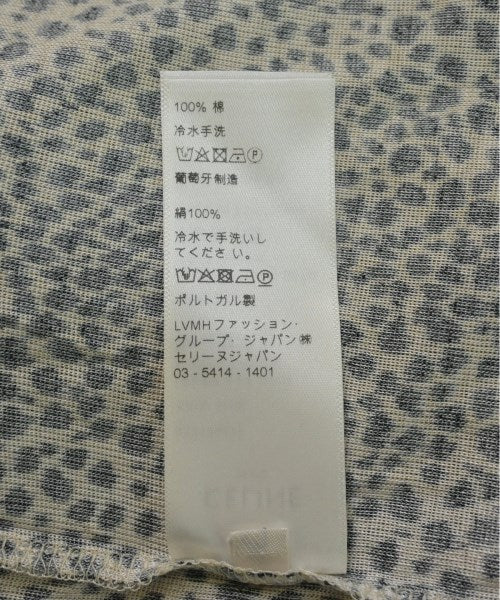 100% 棉
冷水手洗
葡萄牙制造
絹100%
冷水で手洗いし
てください。
ポルトガル製
LVMHファッション・
グループ・ジャパン㈱
セリーヌジャパン
03 - 5414 - 1401
CELINE